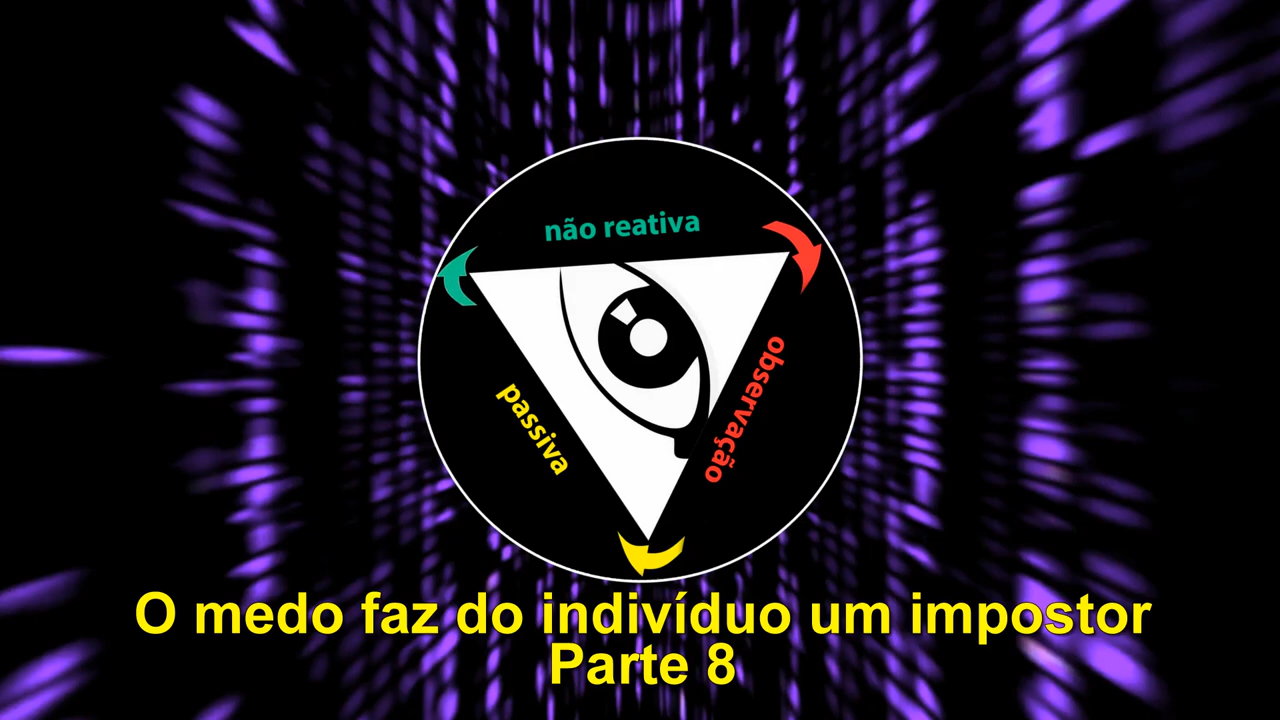 não reativa
observação
passiva
O medo faz do indivíduo um impostor
Parte 8